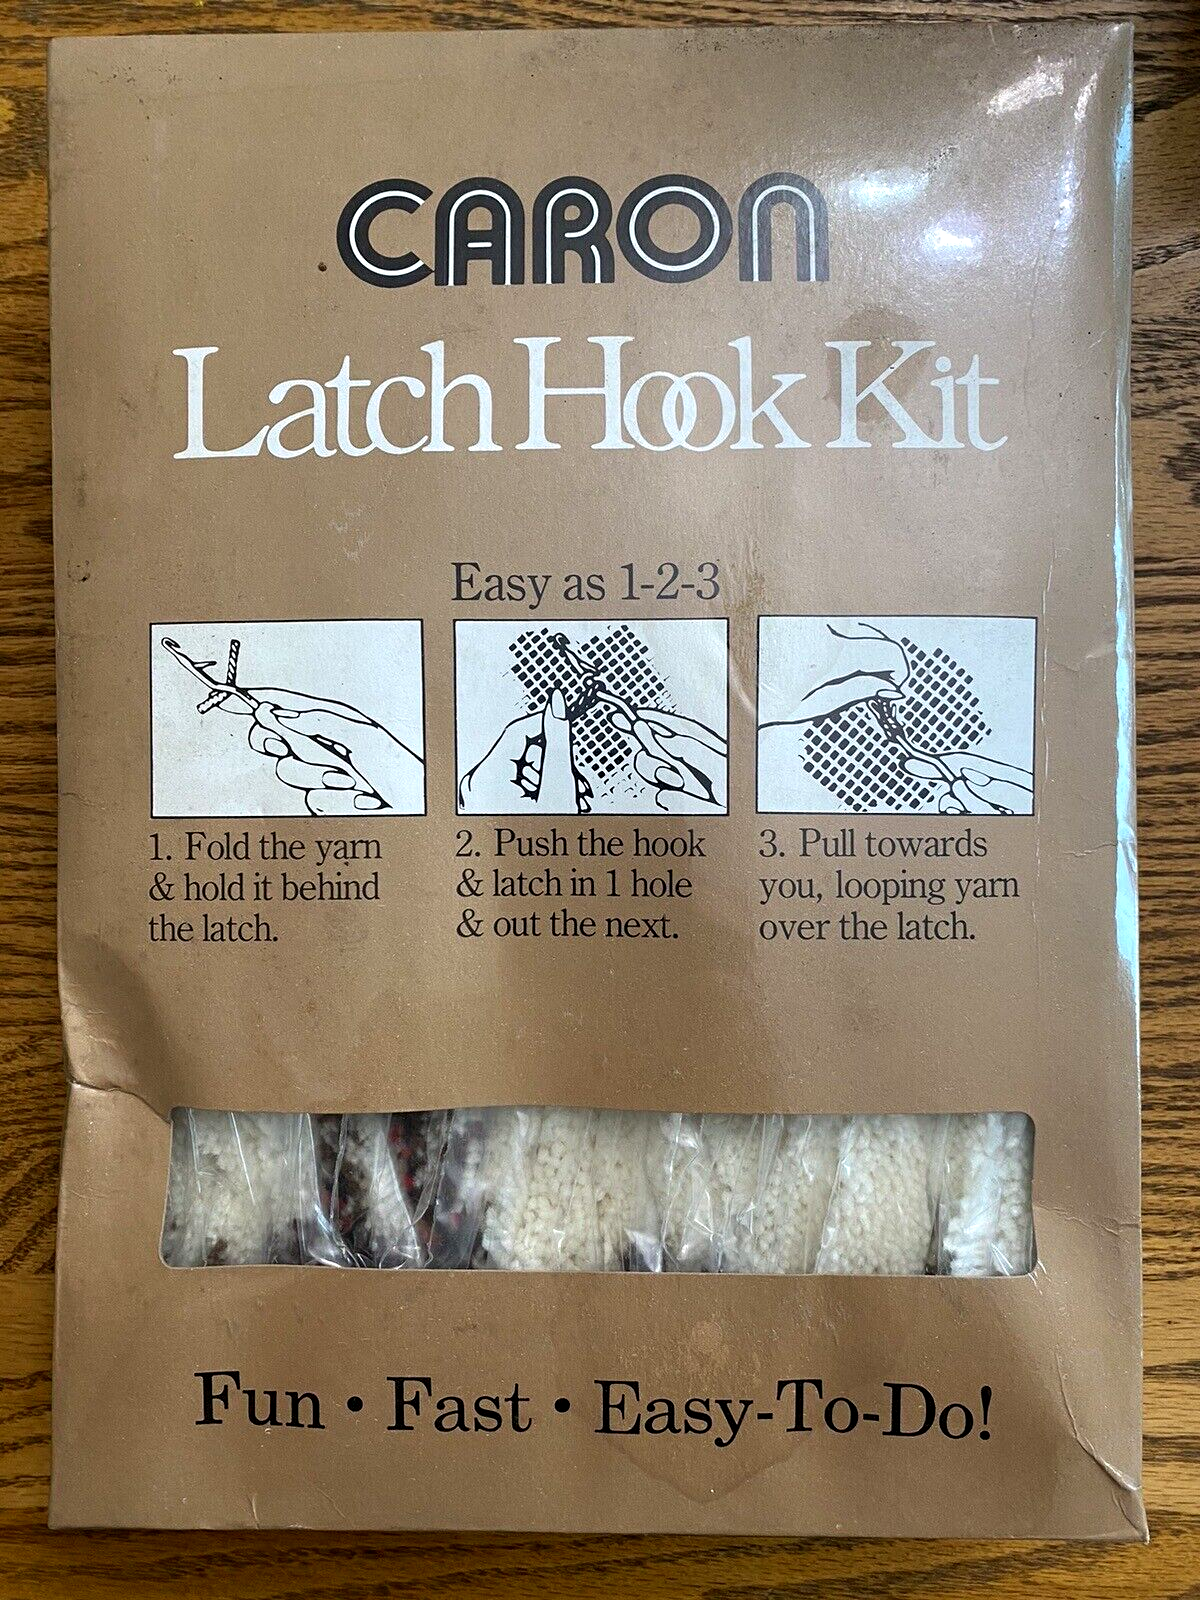 CARON
Latch Hook Kit
Easy as 1-2-3
1. Fold the yarn
& hold it behind
the latch.
2. Push the hook
& latch in 1 hole
& out the next.
3. Pull towards
you, looping yarn
over the latch.
Fun • Fast • Easy-To-Do!